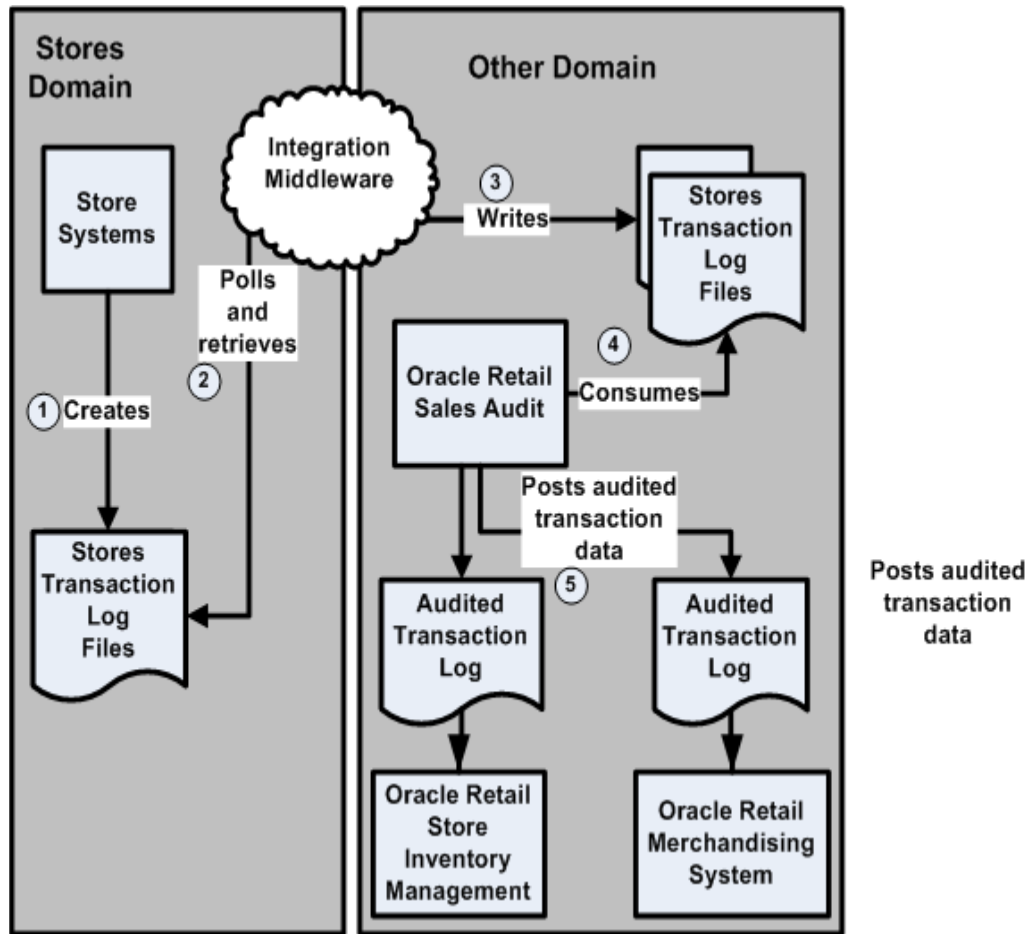 Stores
Domain
Other Domain
Integration
Middleware
Store
Systems
3
Writes
Stores
Transaction
Log
Files
Polls
and
retrieves
2
1
Creates
Oracle Retail
Sales Audit
4
Consumes
Posts audited
transaction
data
5
Stores
Transaction
Log
Files
Audited
Transaction
Log
Audited
Transaction
Log
Posts audited
transaction
data
Oracle Retail
Store
Inventory
Management
Oracle Retail
Merchandising
System